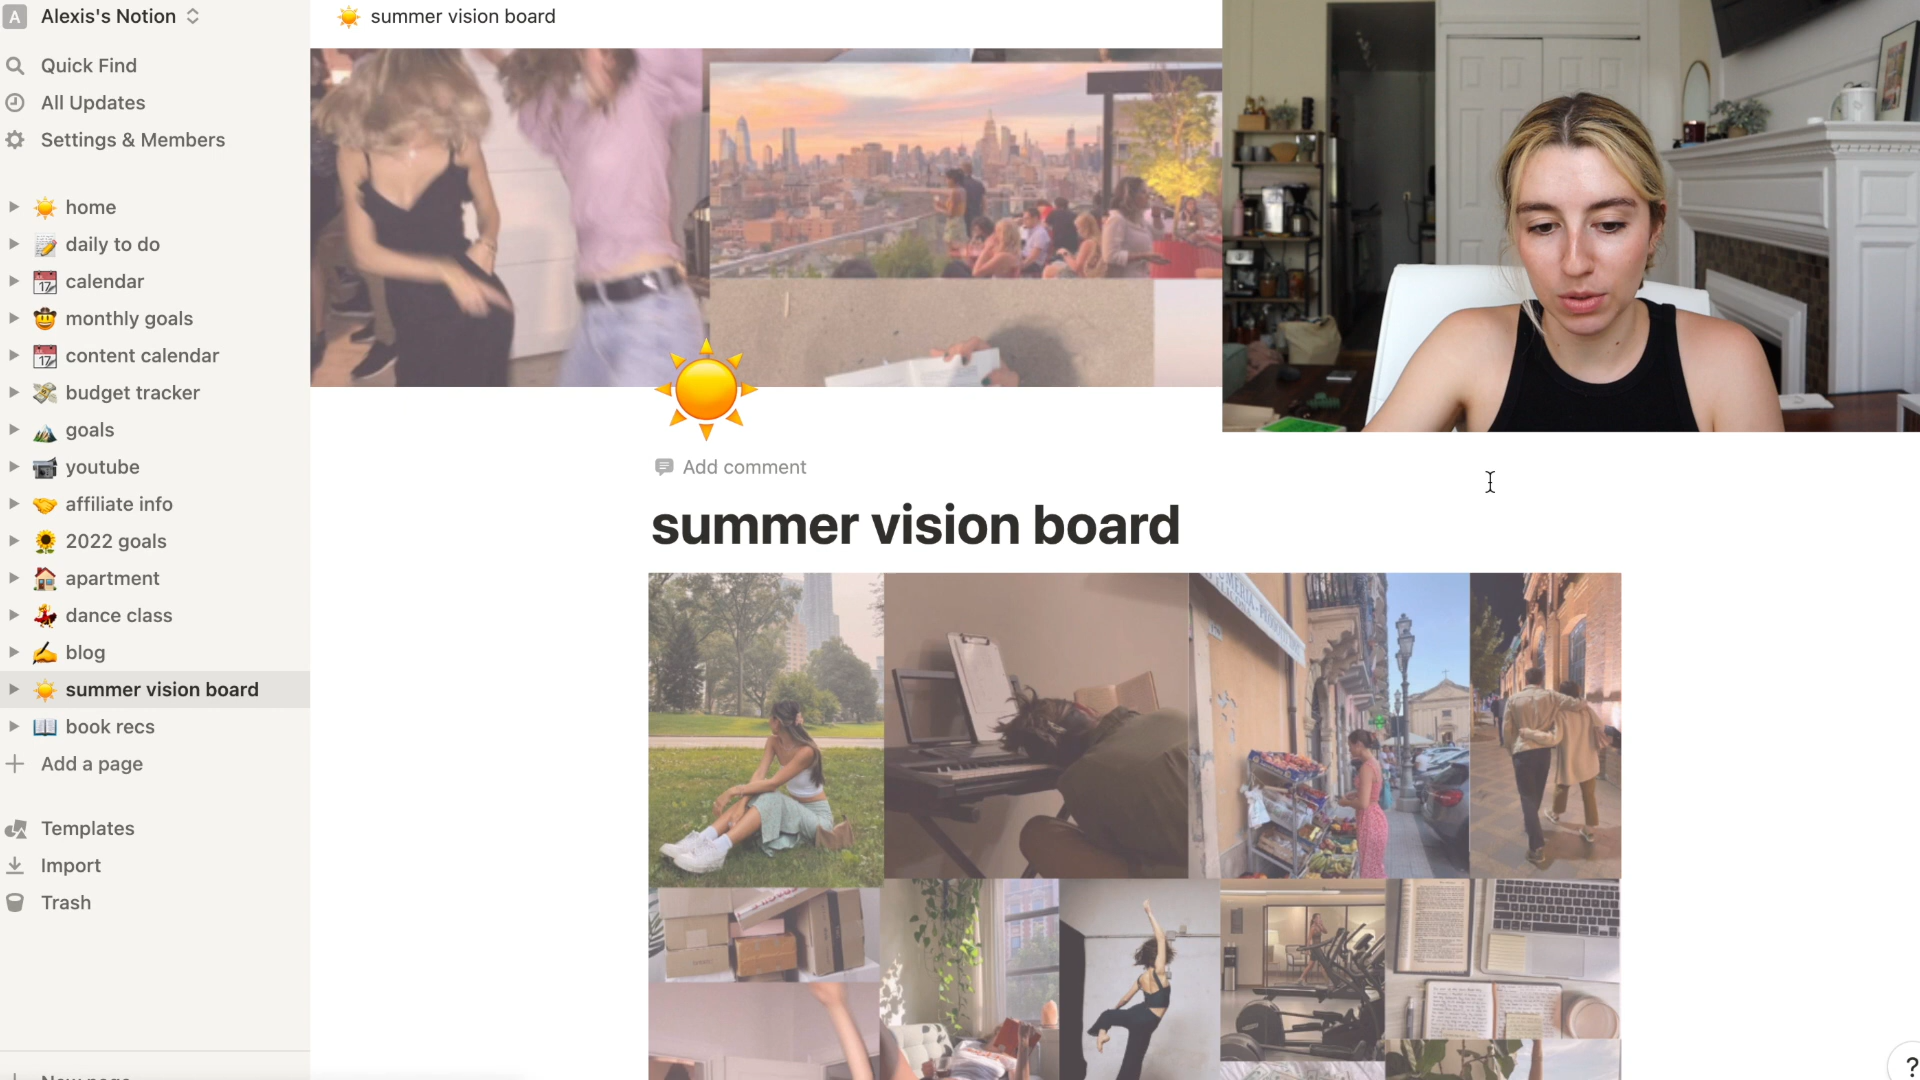 A Alexis's Notion
Quick Find
All Updates
Settings & Members
home
daily to do
calendar
monthly goals
content calendar
budget tracker
goals
youtube
affiliate info
2022 goals
apartment
dance class
blog
summer vision board
book recs
Add a page
Templates
Import
Trash
New page
summer vision board
Add comment
summer vision board
?